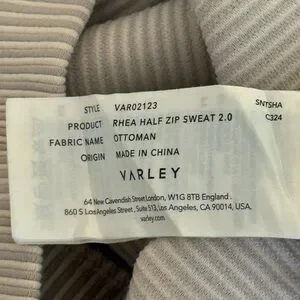 STYLE VAR02123 SNTSHA
PRODUCT RHEA HALF ZIP SWEAT 2.0 C324
FABRIC NAME OTTOMAN
ORIGIN MADE IN CHINA
VARLEY
64 New Cavendish Street London, W1G 8TB England.
860 S Los Angeles Street, Suite 513, Los Angeles, CA 90014, USA.
varley.com